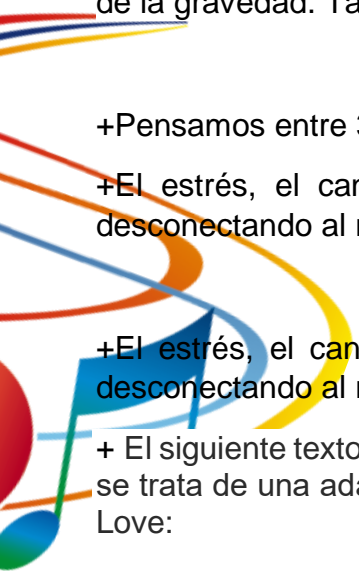 de la gravedad. Ta
+Pensamos entre
+El estrés, el can
desconectando al
+El estrés, el can
desconectando al
+ El siguiente texto
se trata de una ada
Love: